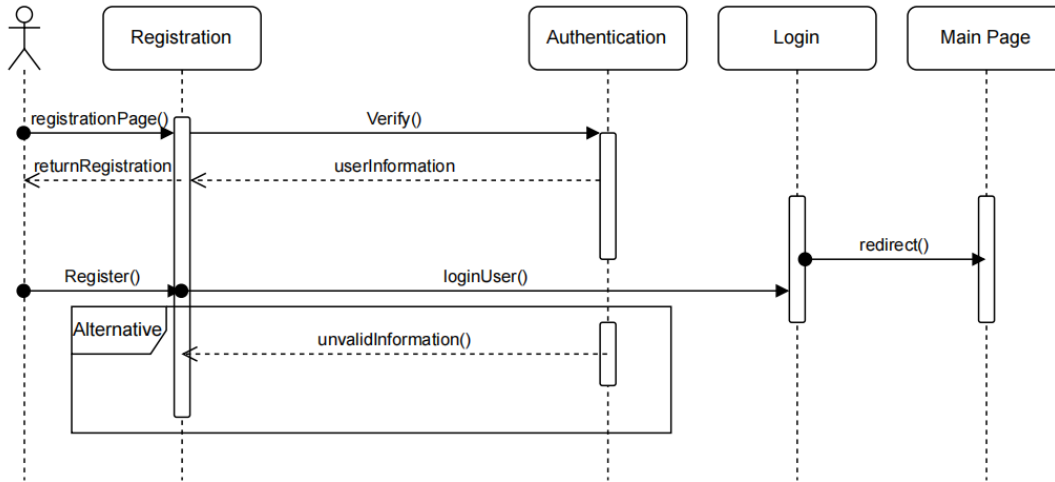 Registration
Authentication
Login
Main Page
registrationPage()
Verify()
returnRegistration
userInformation
redirect()
Register()
loginUser()
Alternative
unvalidInformation()